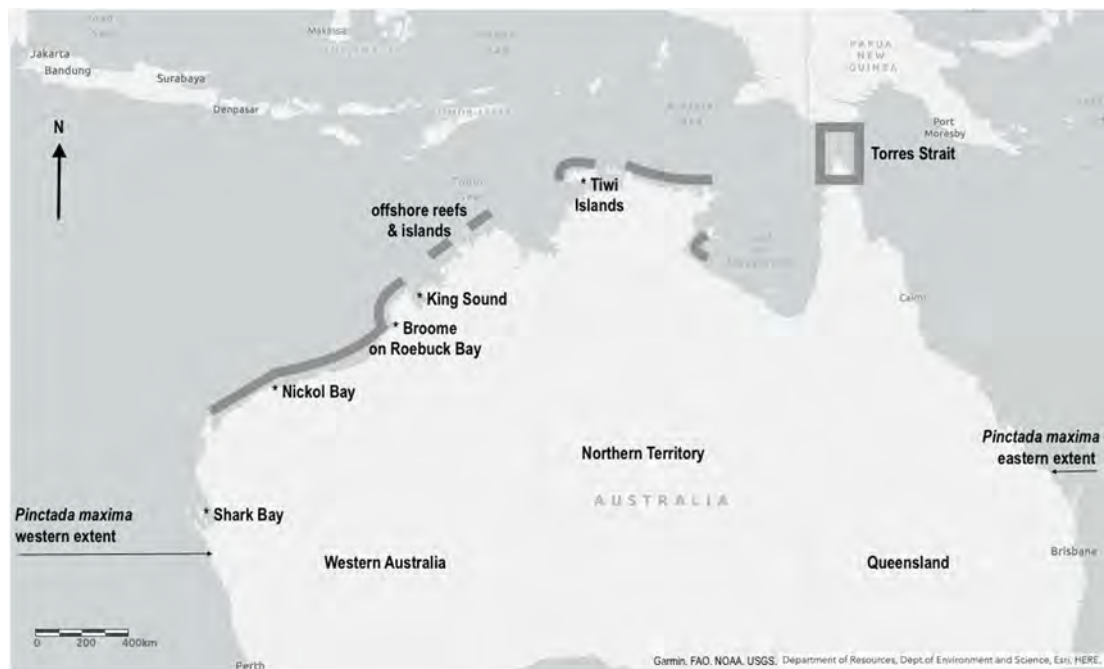 Makassar
Jakarta
Bandung
Surabaya
Denpasar
PAPUA
NEW
GUINEA
Port
Moresby
N
Torres Strait
* Tiwi
Islands
offshore reefs
& islands
* King Sound
Cairns
* Broome
on Roebuck Bay
* Nickol Bay
Pinctada maxima
eastern extent
Northern Territory
AUSTRALIA
* Shark Bay
Pinctada maxima
western extent
Western Australia
Queensland
Brisbane
0 200 400km
Perth
Garmin, FAO, NOAA, USGS, Department of Resources, Dept.of Environment and Science, Esri, HERE,